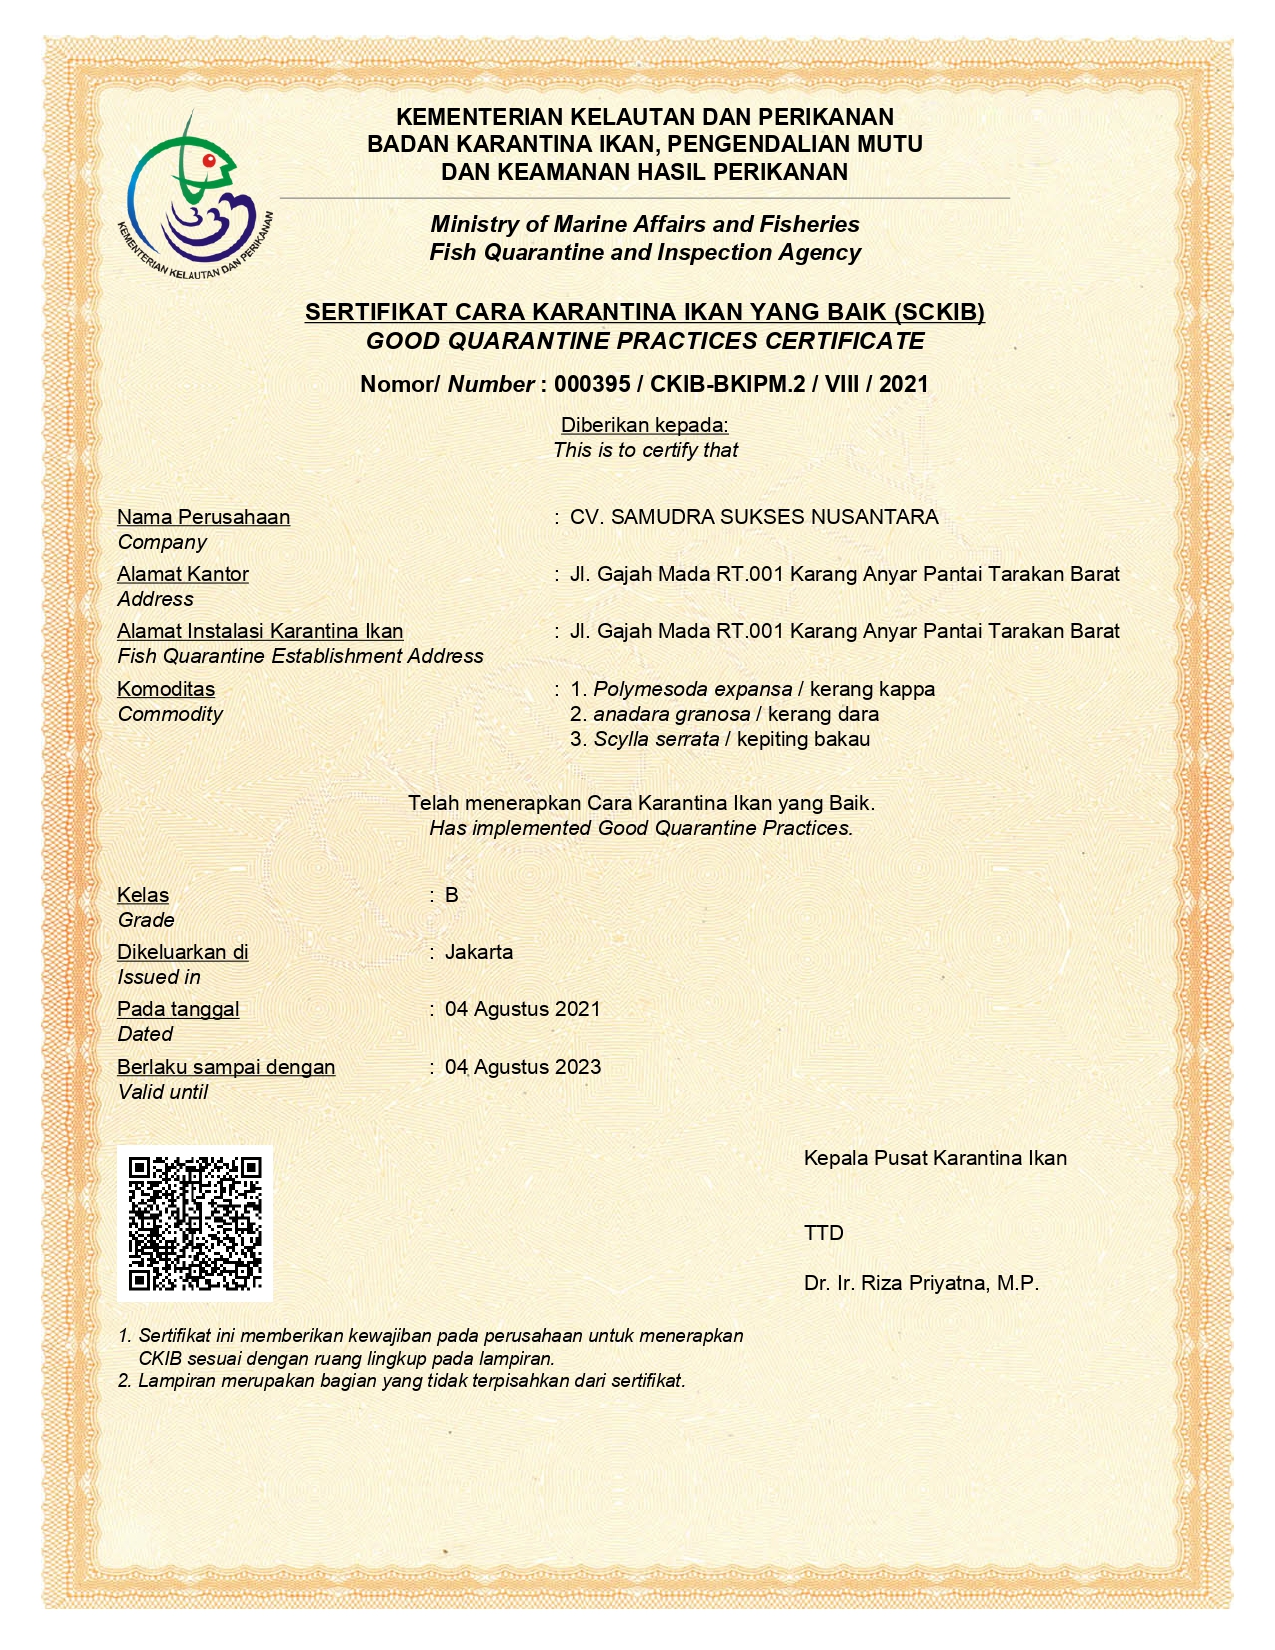 KEMENTERIAN KELAUTAN DAN PERIKANAN
BADAN KARANTINA IKAN, PENGENDALIAN MUTU
DAN KEAMANAN HASIL PERIKANAN
KEMENTERIAN KELAUTAN DAN PERIKANAN
Ministry of Marine Affairs and Fisheries
Fish Quarantine and Inspection Agency
SERTIFIKAT CARA KARANTINA IKAN YANG BAIK (SCKIB)
GOOD QUARANTINE PRACTICES CERTIFICATE
Nomor/ Number : 000395 / CKIB-BKIPM.2 / VIII / 2021
Diberikan kepada:
This is to certify that
Nama Perusahaan : CV. SAMUDRA SUKSES NUSANTARA
Company
Alamat Kantor : Jl. Gajah Mada RT.001 Karang Anyar Pantai Tarakan Barat
Address
Alamat Instalasi Karantina Ikan : Jl. Gajah Mada RT.001 Karang Anyar Pantai Tarakan Barat
Fish Quarantine Establishment Address
Komoditas : 1. Polymesoda expansa / kerang kappa
Commodity 2. anadara granosa / kerang dara
3. Scylla serrata / kepiting bakau
Telah menerapkan Cara Karantina Ikan yang Baik.
Has implemented Good Quarantine Practices.
Kelas : B
Grade
Dikeluarkan di : Jakarta
Issued in
Pada tanggal : 04 Agustus 2021
Dated
Berlaku sampai dengan : 04 Agustus 2023
Valid until
Kepala Pusat Karantina Ikan
TTD
Dr. Ir. Riza Priyatna, M.P.
1. Sertifikat ini memberikan kewajiban pada perusahaan untuk menerapkan
CKIB sesuai dengan ruang lingkup pada lampiran.
2. Lampiran merupakan bagian yang tidak terpisahkan dari sertifikat.